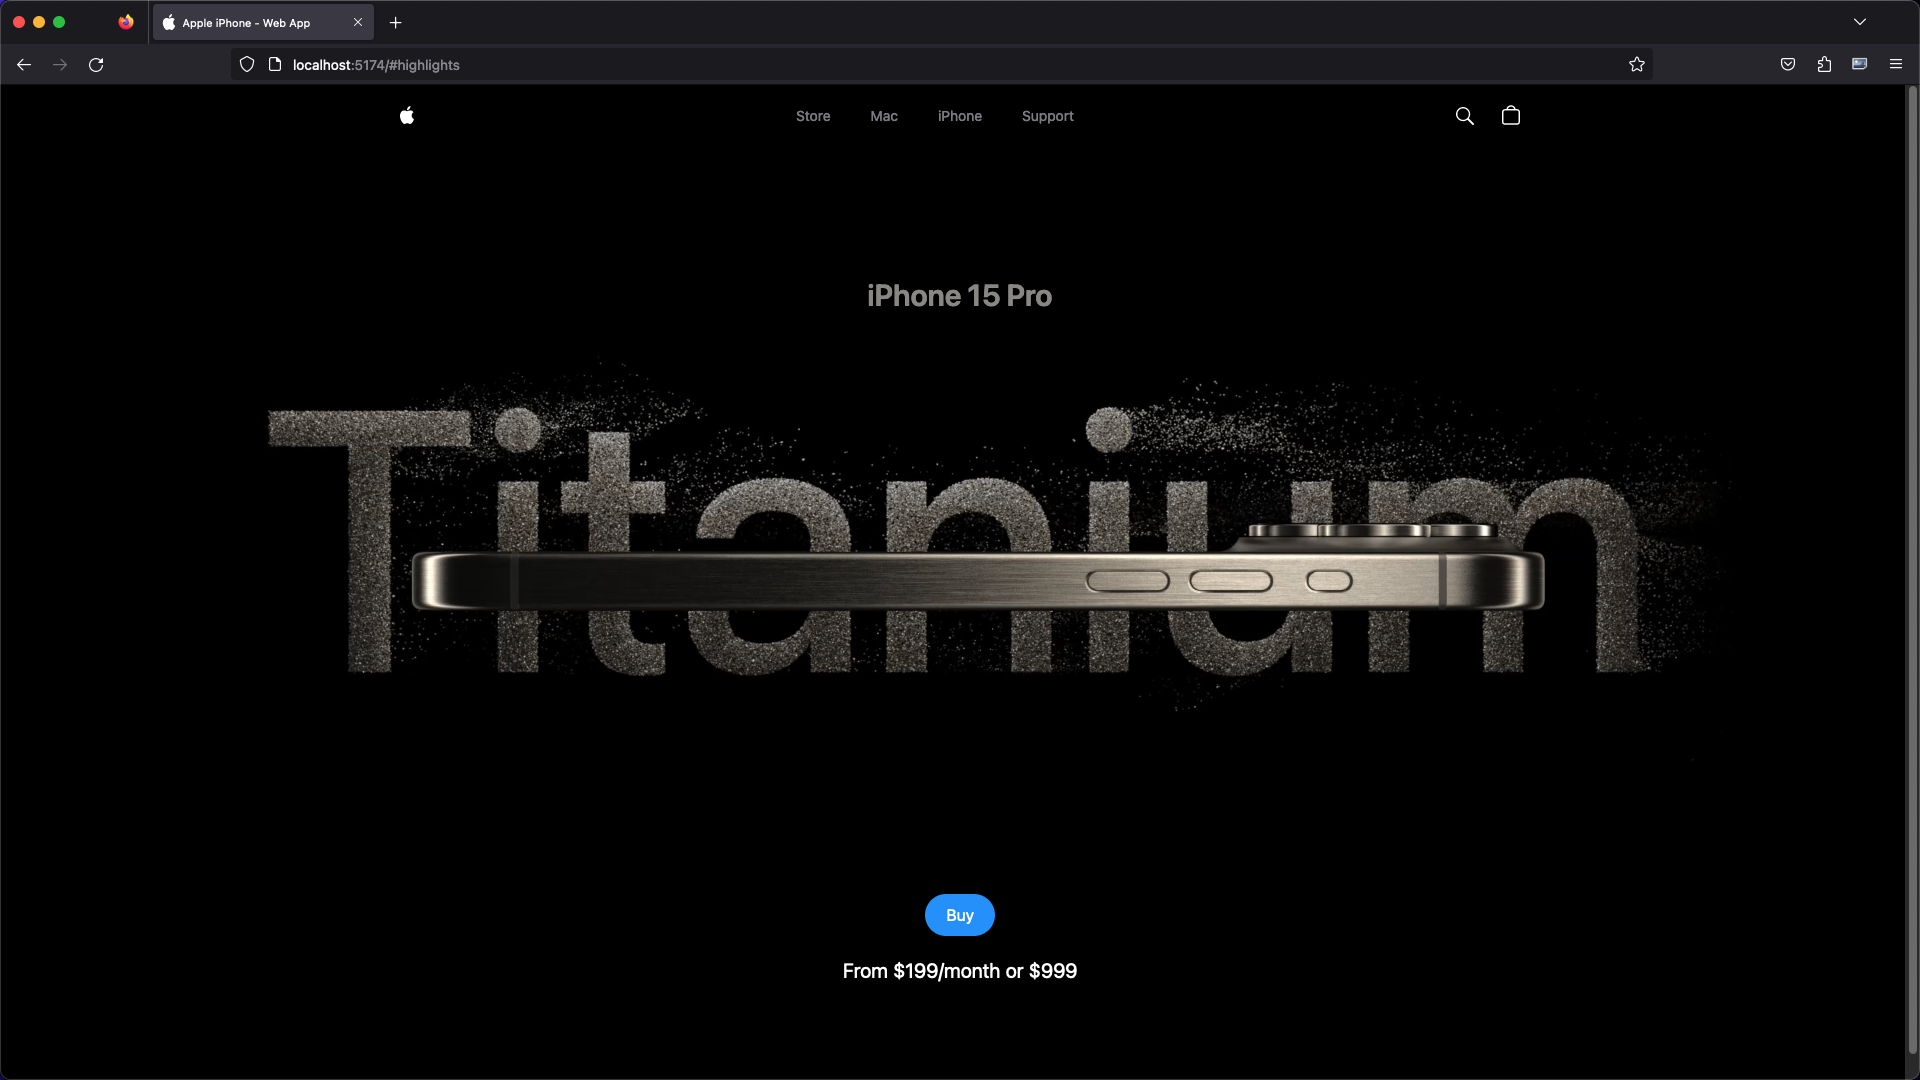 Apple iPhone - Web App
localhost:5174/#highlights
Store Mac iPhone Support
iPhone 15 Pro
Titanium
Buy
From $199/month or $999